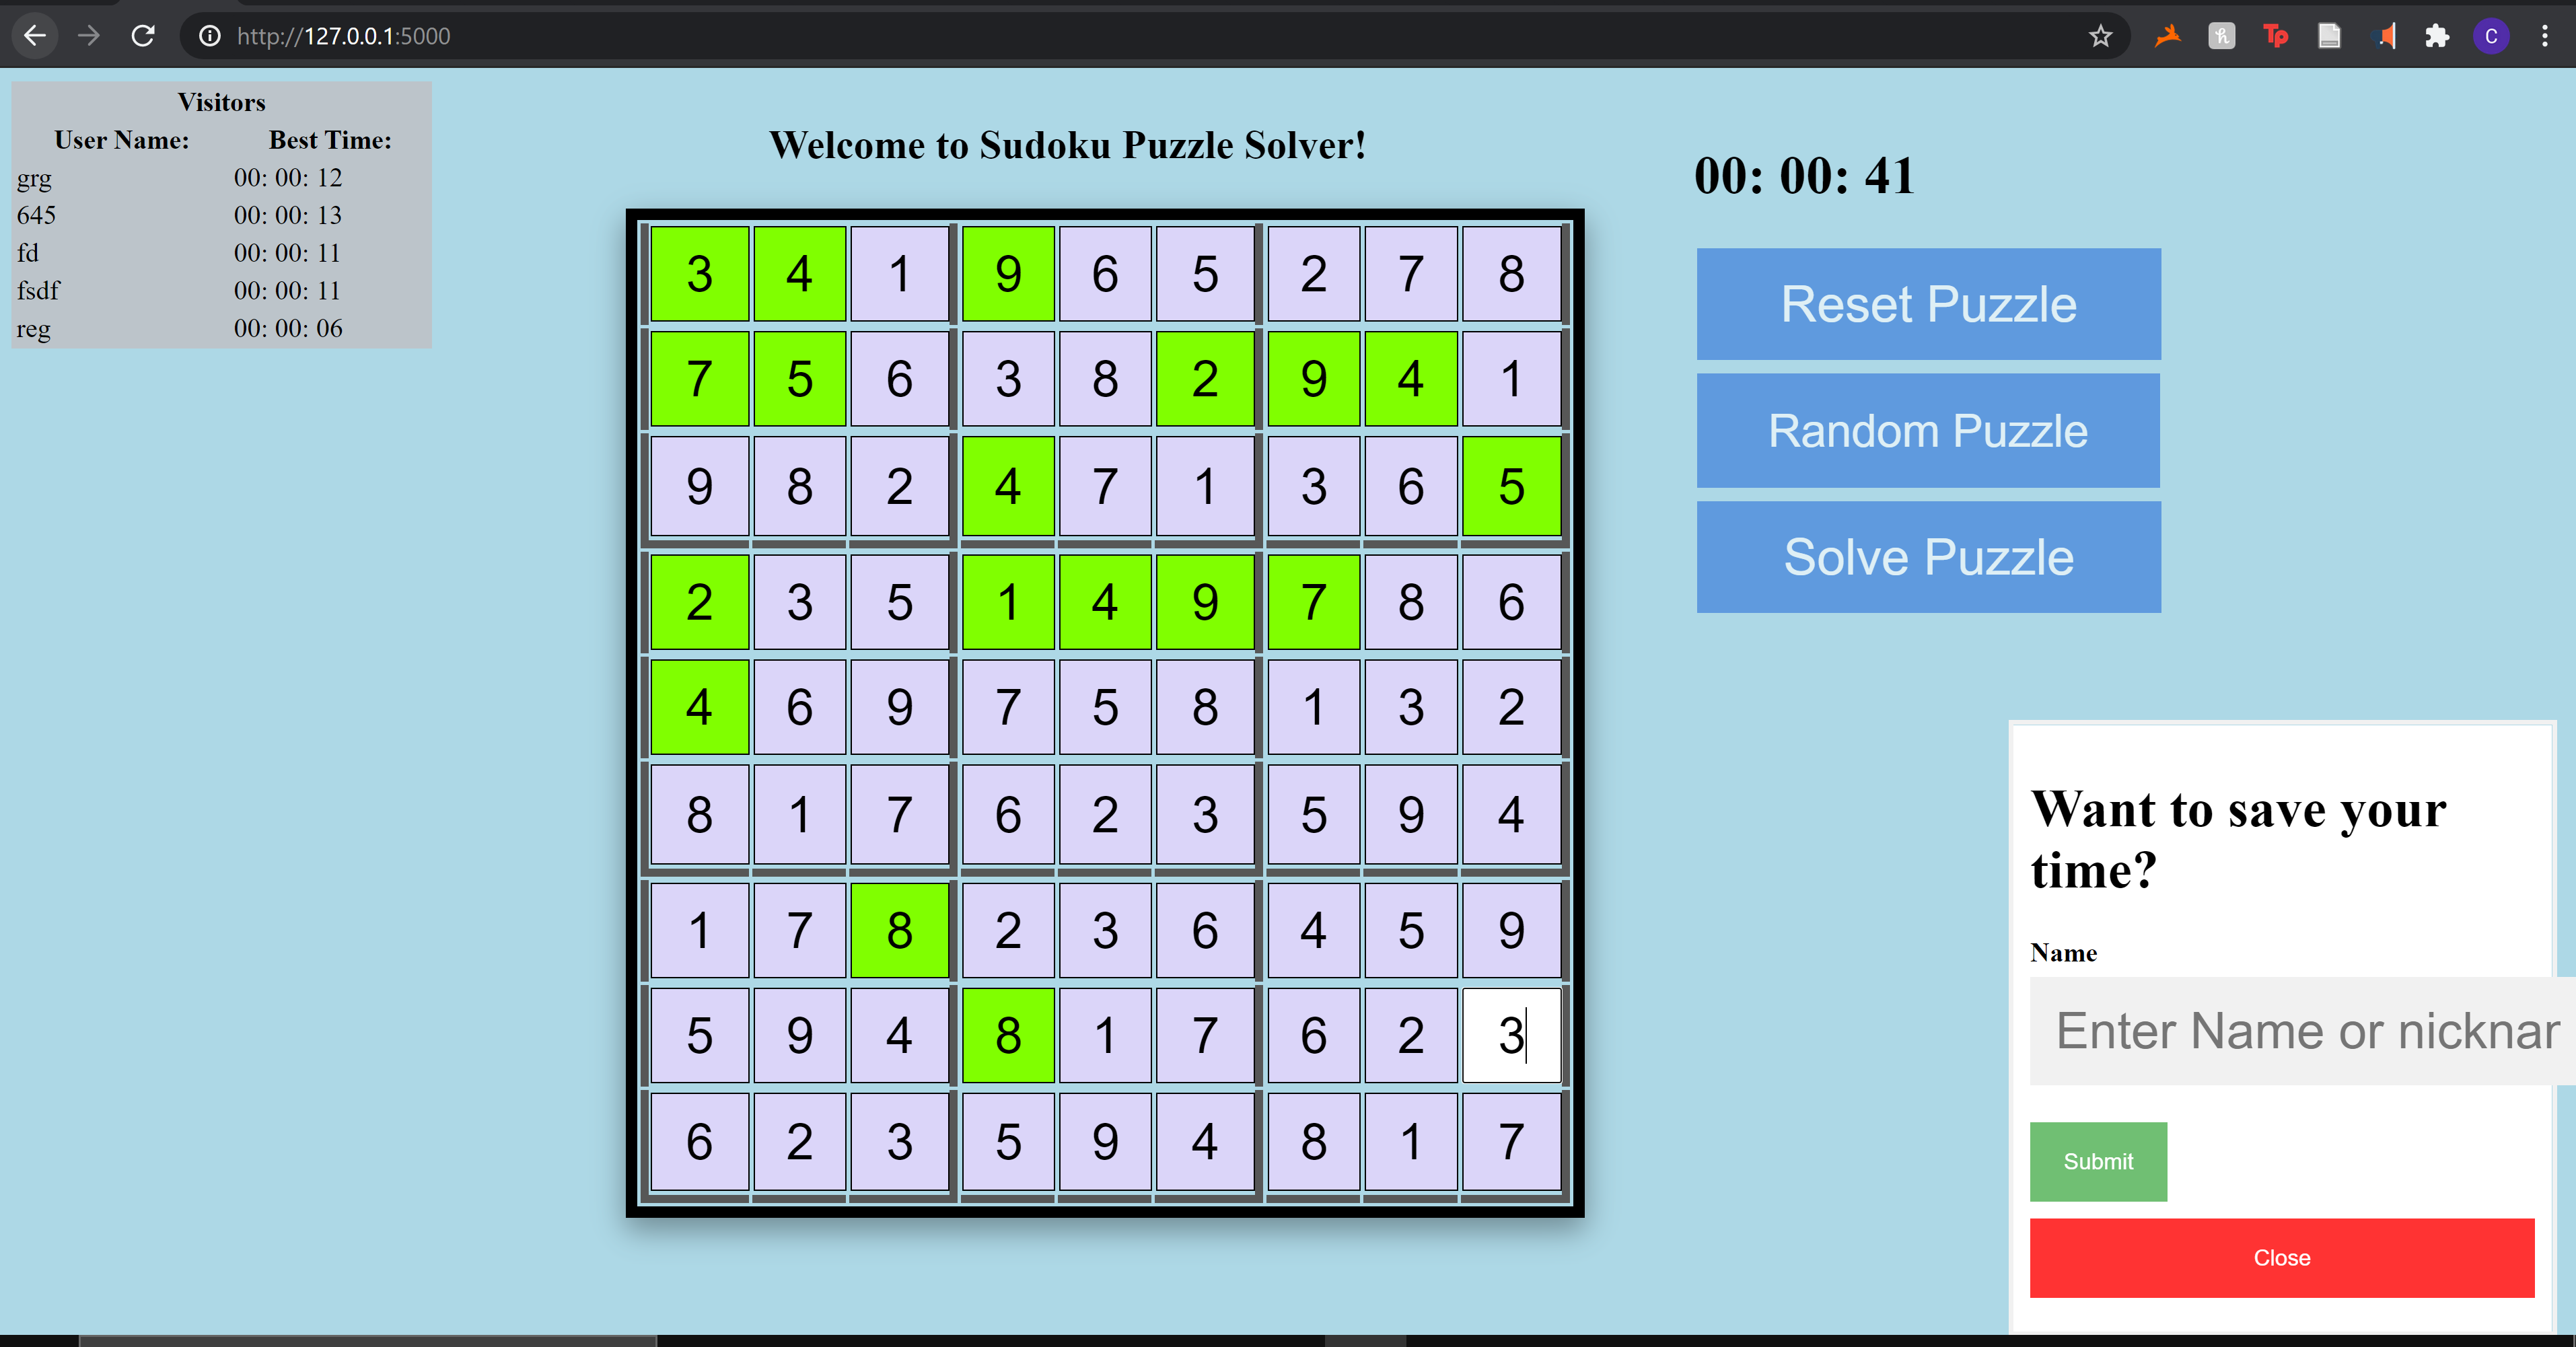 http://127.0.0.1:5000
Tp
C
Visitors
User Name: Best Time:
grg 00: 00: 12
645 00: 00: 13
fd 00: 00: 11
fsdf 00: 00: 11
reg 00: 00: 06
Welcome to Sudoku Puzzle Solver!
3 4 1 9 6 5 2 7 8
7 5 6 3 8 2 9 4 1
9 8 2 4 7 1 3 6 5
2 3 5 1 4 9 7 8 6
4 6 9 7 5 8 1 3 2
8 1 7 6 2 3 5 9 4
1 7 8 2 3 6 4 5 9
5 9 4 8 1 7 6 2 3
6 2 3 5 9 4 8 1 7
00: 00: 41
Reset Puzzle
Random Puzzle
Solve Puzzle
Want to save your
time?
Name
Enter Name or nicknar
Submit
Close